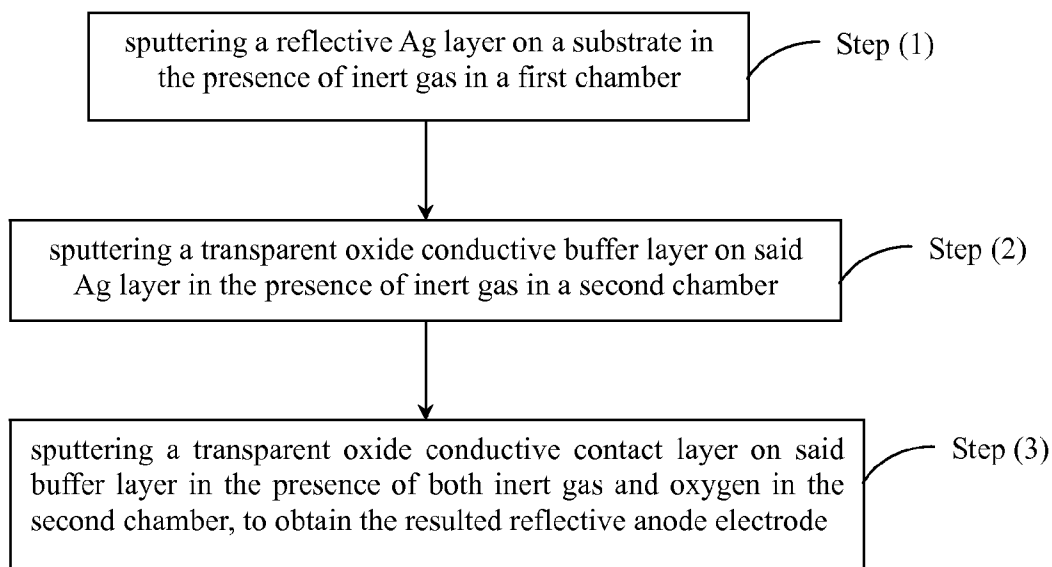 sputtering a reflective Ag layer on a substrate in
the presence of inert gas in a first chamber
Step (1)
sputtering a transparent oxide conductive buffer layer on said
Ag layer in the presence of inert gas in a second chamber
Step (2)
sputtering a transparent oxide conductive contact layer on said
buffer layer in the presence of both inert gas and oxygen in the
second chamber, to obtain the resulted reflective anode electrode
Step (3)